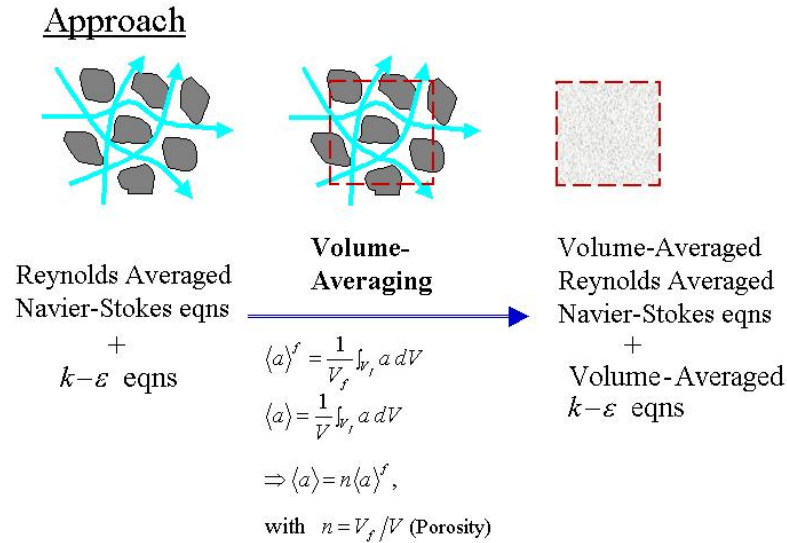 Approach
Reynolds Averaged
Navier-Stokes eqns
+
k−ε eqns
Volume-
Averaging
⟨a⟩^f = 1/V_f ∫_{V_f} a dV
⟨a⟩ = 1/V ∫_{V_f} a dV
⇒ ⟨a⟩ = n⟨a⟩^f ,
with n = V_f /V (Porosity)
Volume-Averaged
Reynolds Averaged
Navier-Stokes eqns
+
Volume-Averaged
k−ε eqns